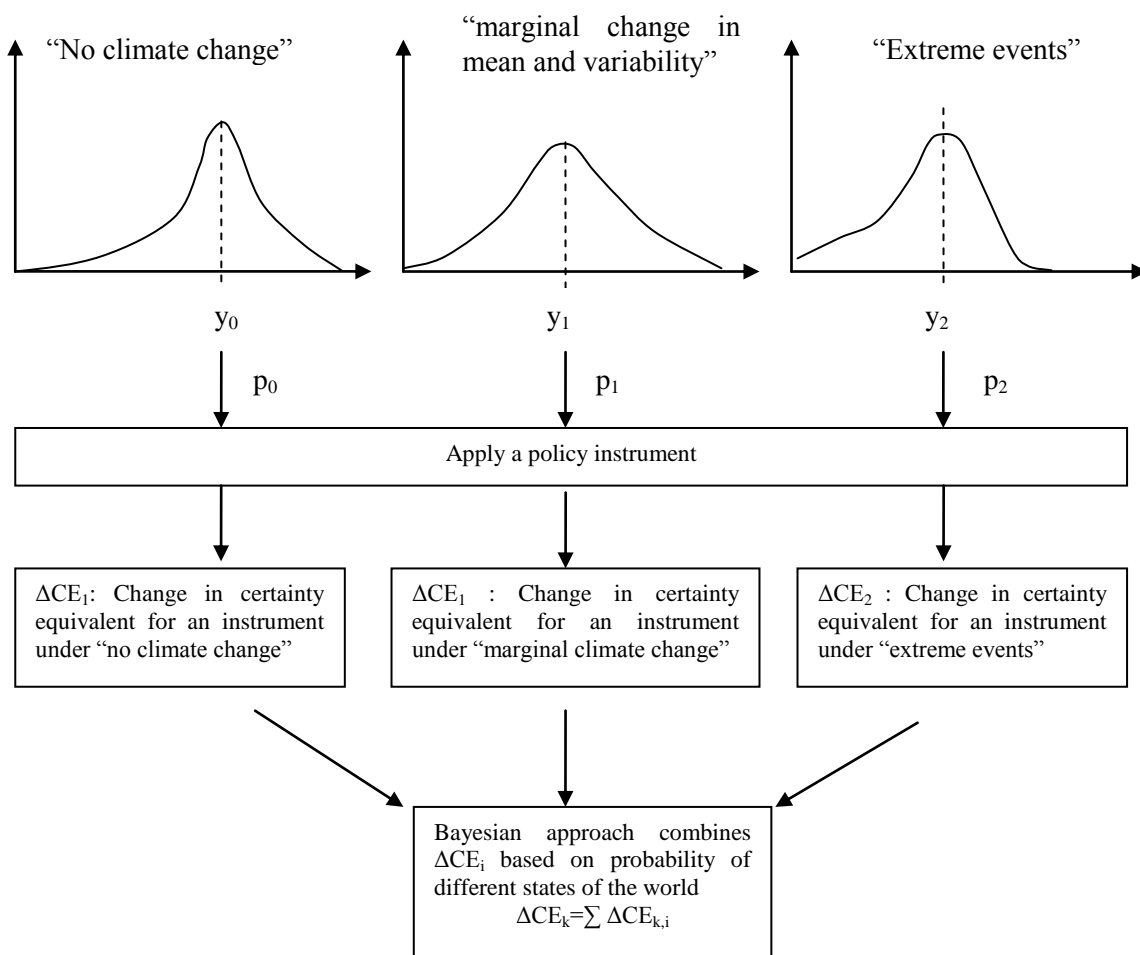 “No climate change”
“marginal change in
mean and variability”
“Extreme events”
y₀
y₁
y₂
p₀
p₁
p₂
Apply a policy instrument
ΔCE₁: Change in certainty
equivalent for an instrument
under “no climate change”
ΔCE₁ : Change in certainty
equivalent for an instrument
under “marginal climate change”
ΔCE₂ : Change in certainty
equivalent for an instrument
under “extreme events”
Bayesian approach combines
ΔCEᵢ based on probability of
different states of the world
ΔCEₖ=∑ ΔCEₖ,ᵢ